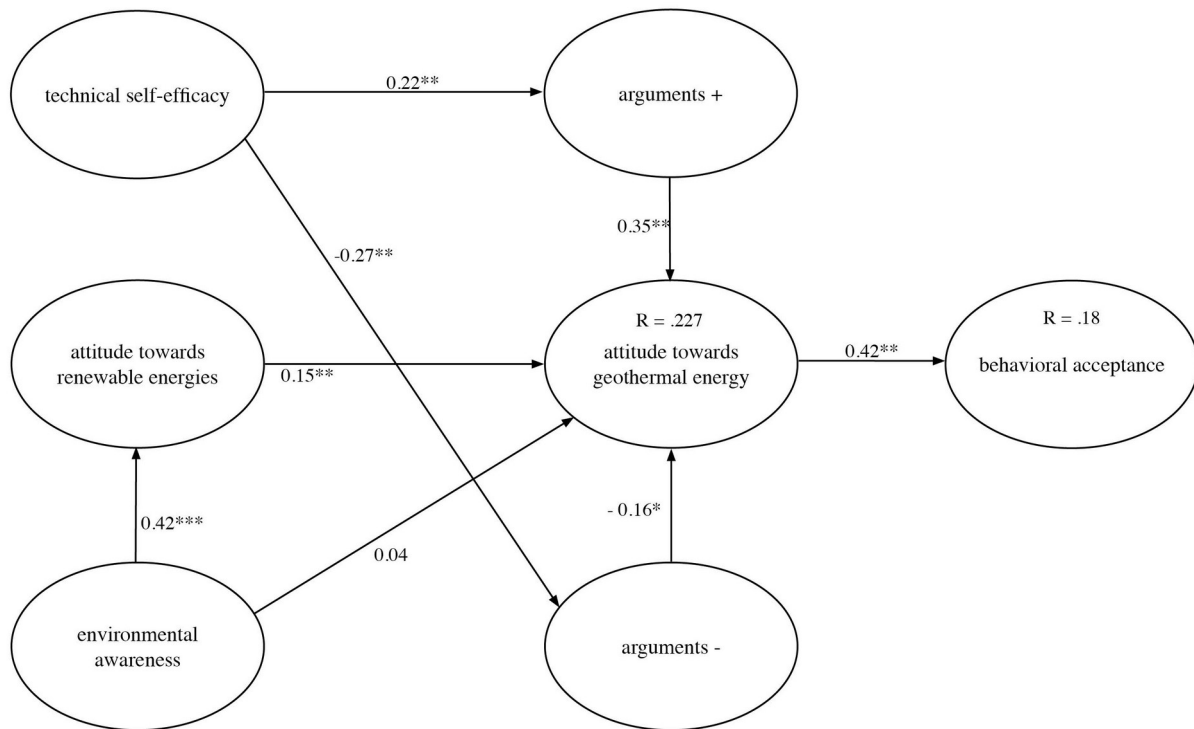 technical self-efficacy
0.22**
arguments +
0.35**
-0.27**
attitude towards
renewable energies
0.15**
R = .227
attitude towards
geothermal energy
0.42**
R = .18
behavioral acceptance
0.42***
0.04
- 0.16*
environmental
awareness
arguments -